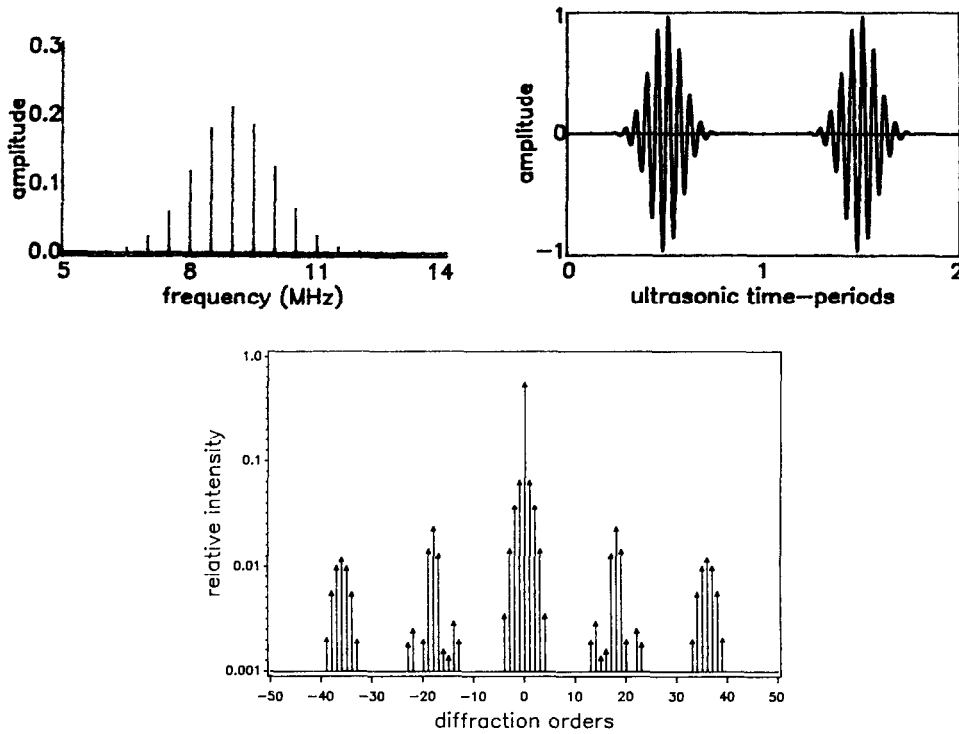 0.3
0.2
0.1
0.0
amplitude
5 8 11 14
frequency (MHz)
1
0
−1
amplitude
0 1 2
ultrasonic time−periods
1.0
0.1
0.01
0.001
relative intensity
−50 −40 −30 −20 −10 0 10 20 30 40 50
diffraction orders